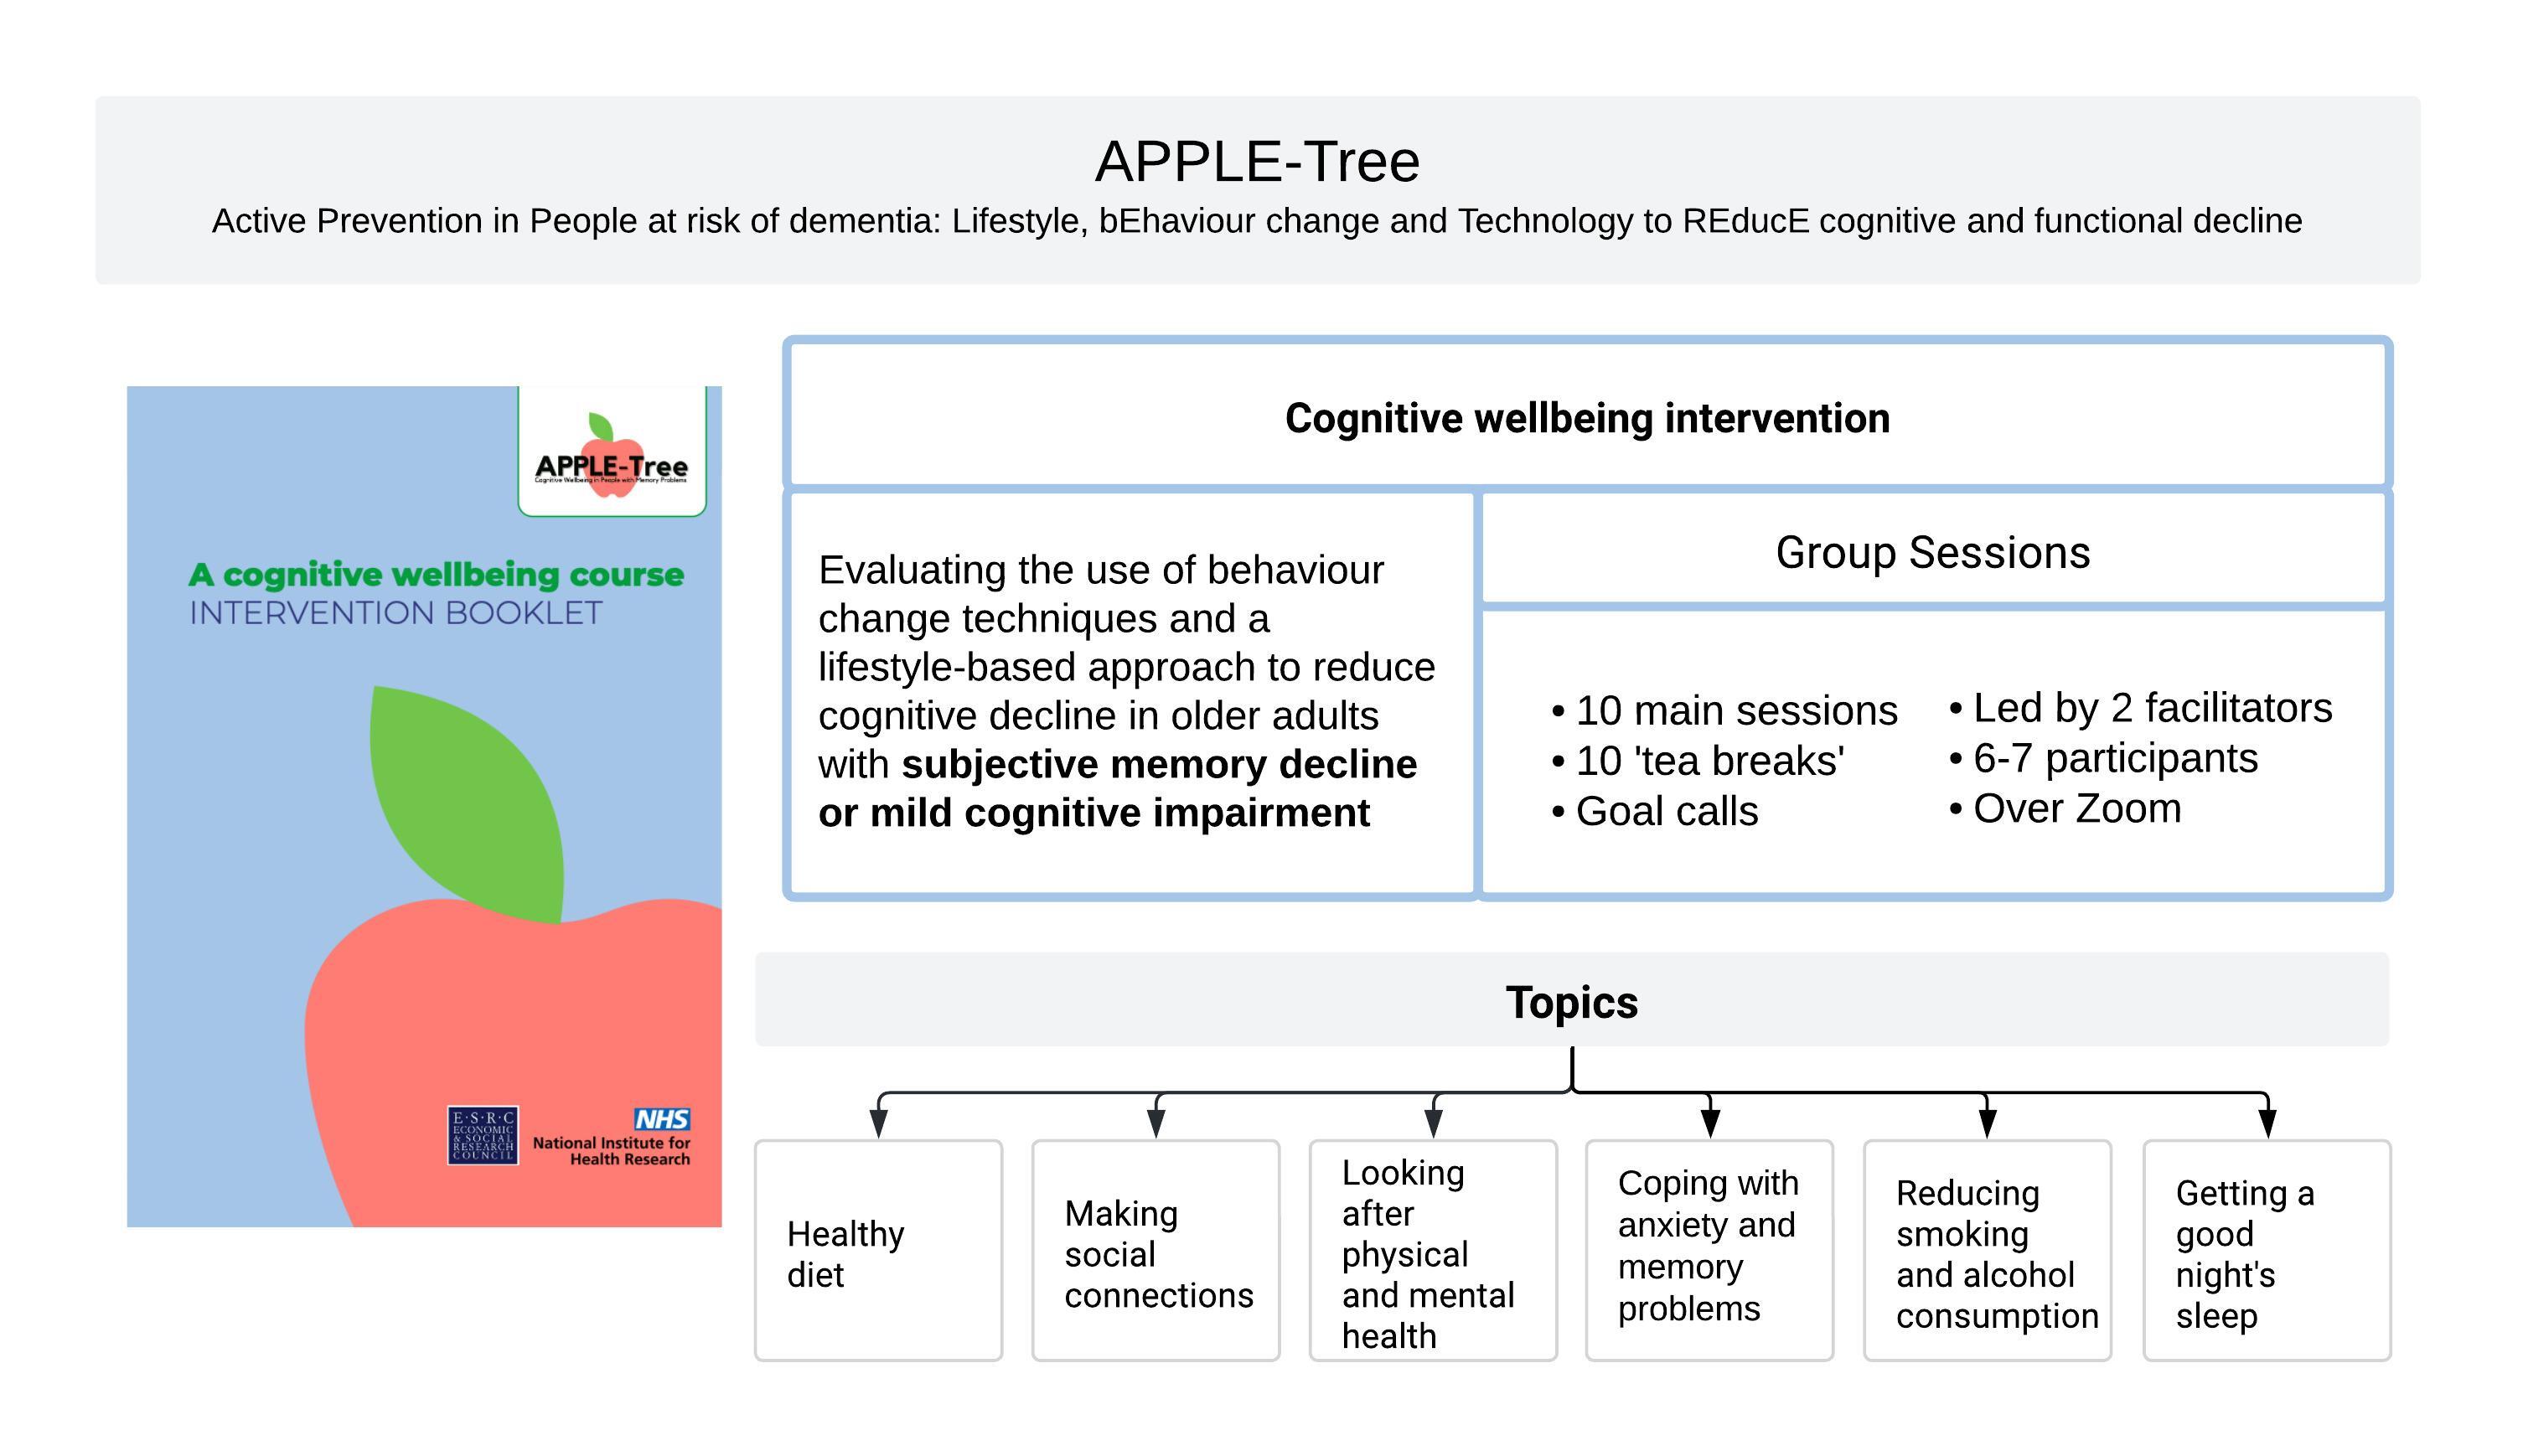 APPLE-Tree
Active Prevention in People at risk of dementia: Lifestyle, bEhaviour change and Technology to REducE cognitive and functional decline
APPLE-Tree
Cognitive Wellbeing in People with Memory Problems
A cognitive wellbeing course
INTERVENTION BOOKLET
E·S·R·C
ECONOMIC
& SOCIAL
RESEARCH
COUNCIL
NHS
National Institute for
Health Research
Cognitive wellbeing intervention
Evaluating the use of behaviour
change techniques and a
lifestyle-based approach to reduce
cognitive decline in older adults
with subjective memory decline
or mild cognitive impairment
Group Sessions
• 10 main sessions
• 10 'tea breaks'
• Goal calls
• Led by 2 facilitators
• 6-7 participants
• Over Zoom
Topics
Healthy
diet
Making
social
connections
Looking
after
physical
and mental
health
Coping with
anxiety and
memory
problems
Reducing
smoking
and alcohol
consumption
Getting a
good
night's
sleep